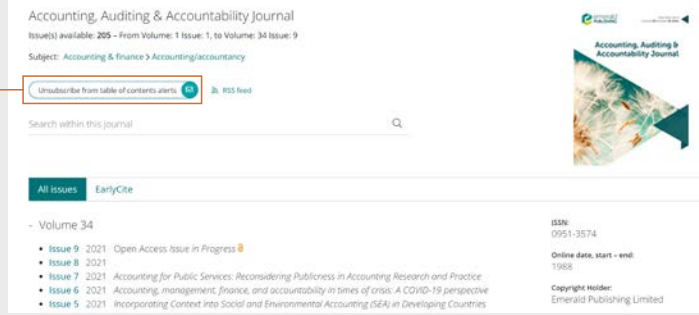 Accounting, Auditing & Accountability Journal
Issue(s) available: 205 – From Volume: 1 Issue: 1, to Volume: 34 Issue: 9
Subject: Accounting & finance > Accounting/accountancy
Unsubscribe from table of contents alerts
RSS feed
Search within this journal
emerald
PUBLISHING
Accounting, Auditing &
Accountability Journal
All issues
EarlyCite
- Volume 34
• Issue 9 2021 Open Access Issue in Progress
• Issue 8 2021
• Issue 7 2021 Accounting for Public Services: Reconsidering Publicness in Accounting Research and Practice
• Issue 6 2021 Accounting, management, finance, and accountability in times of crisis: A COVID-19 perspective
• Issue 5 2021 Incorporating Context into Social and Environmental Accounting (SEA) in Developing Countries
ISSN:
0951-3574
Online date, start – end:
1988
Copyright Holder:
Emerald Publishing Limited